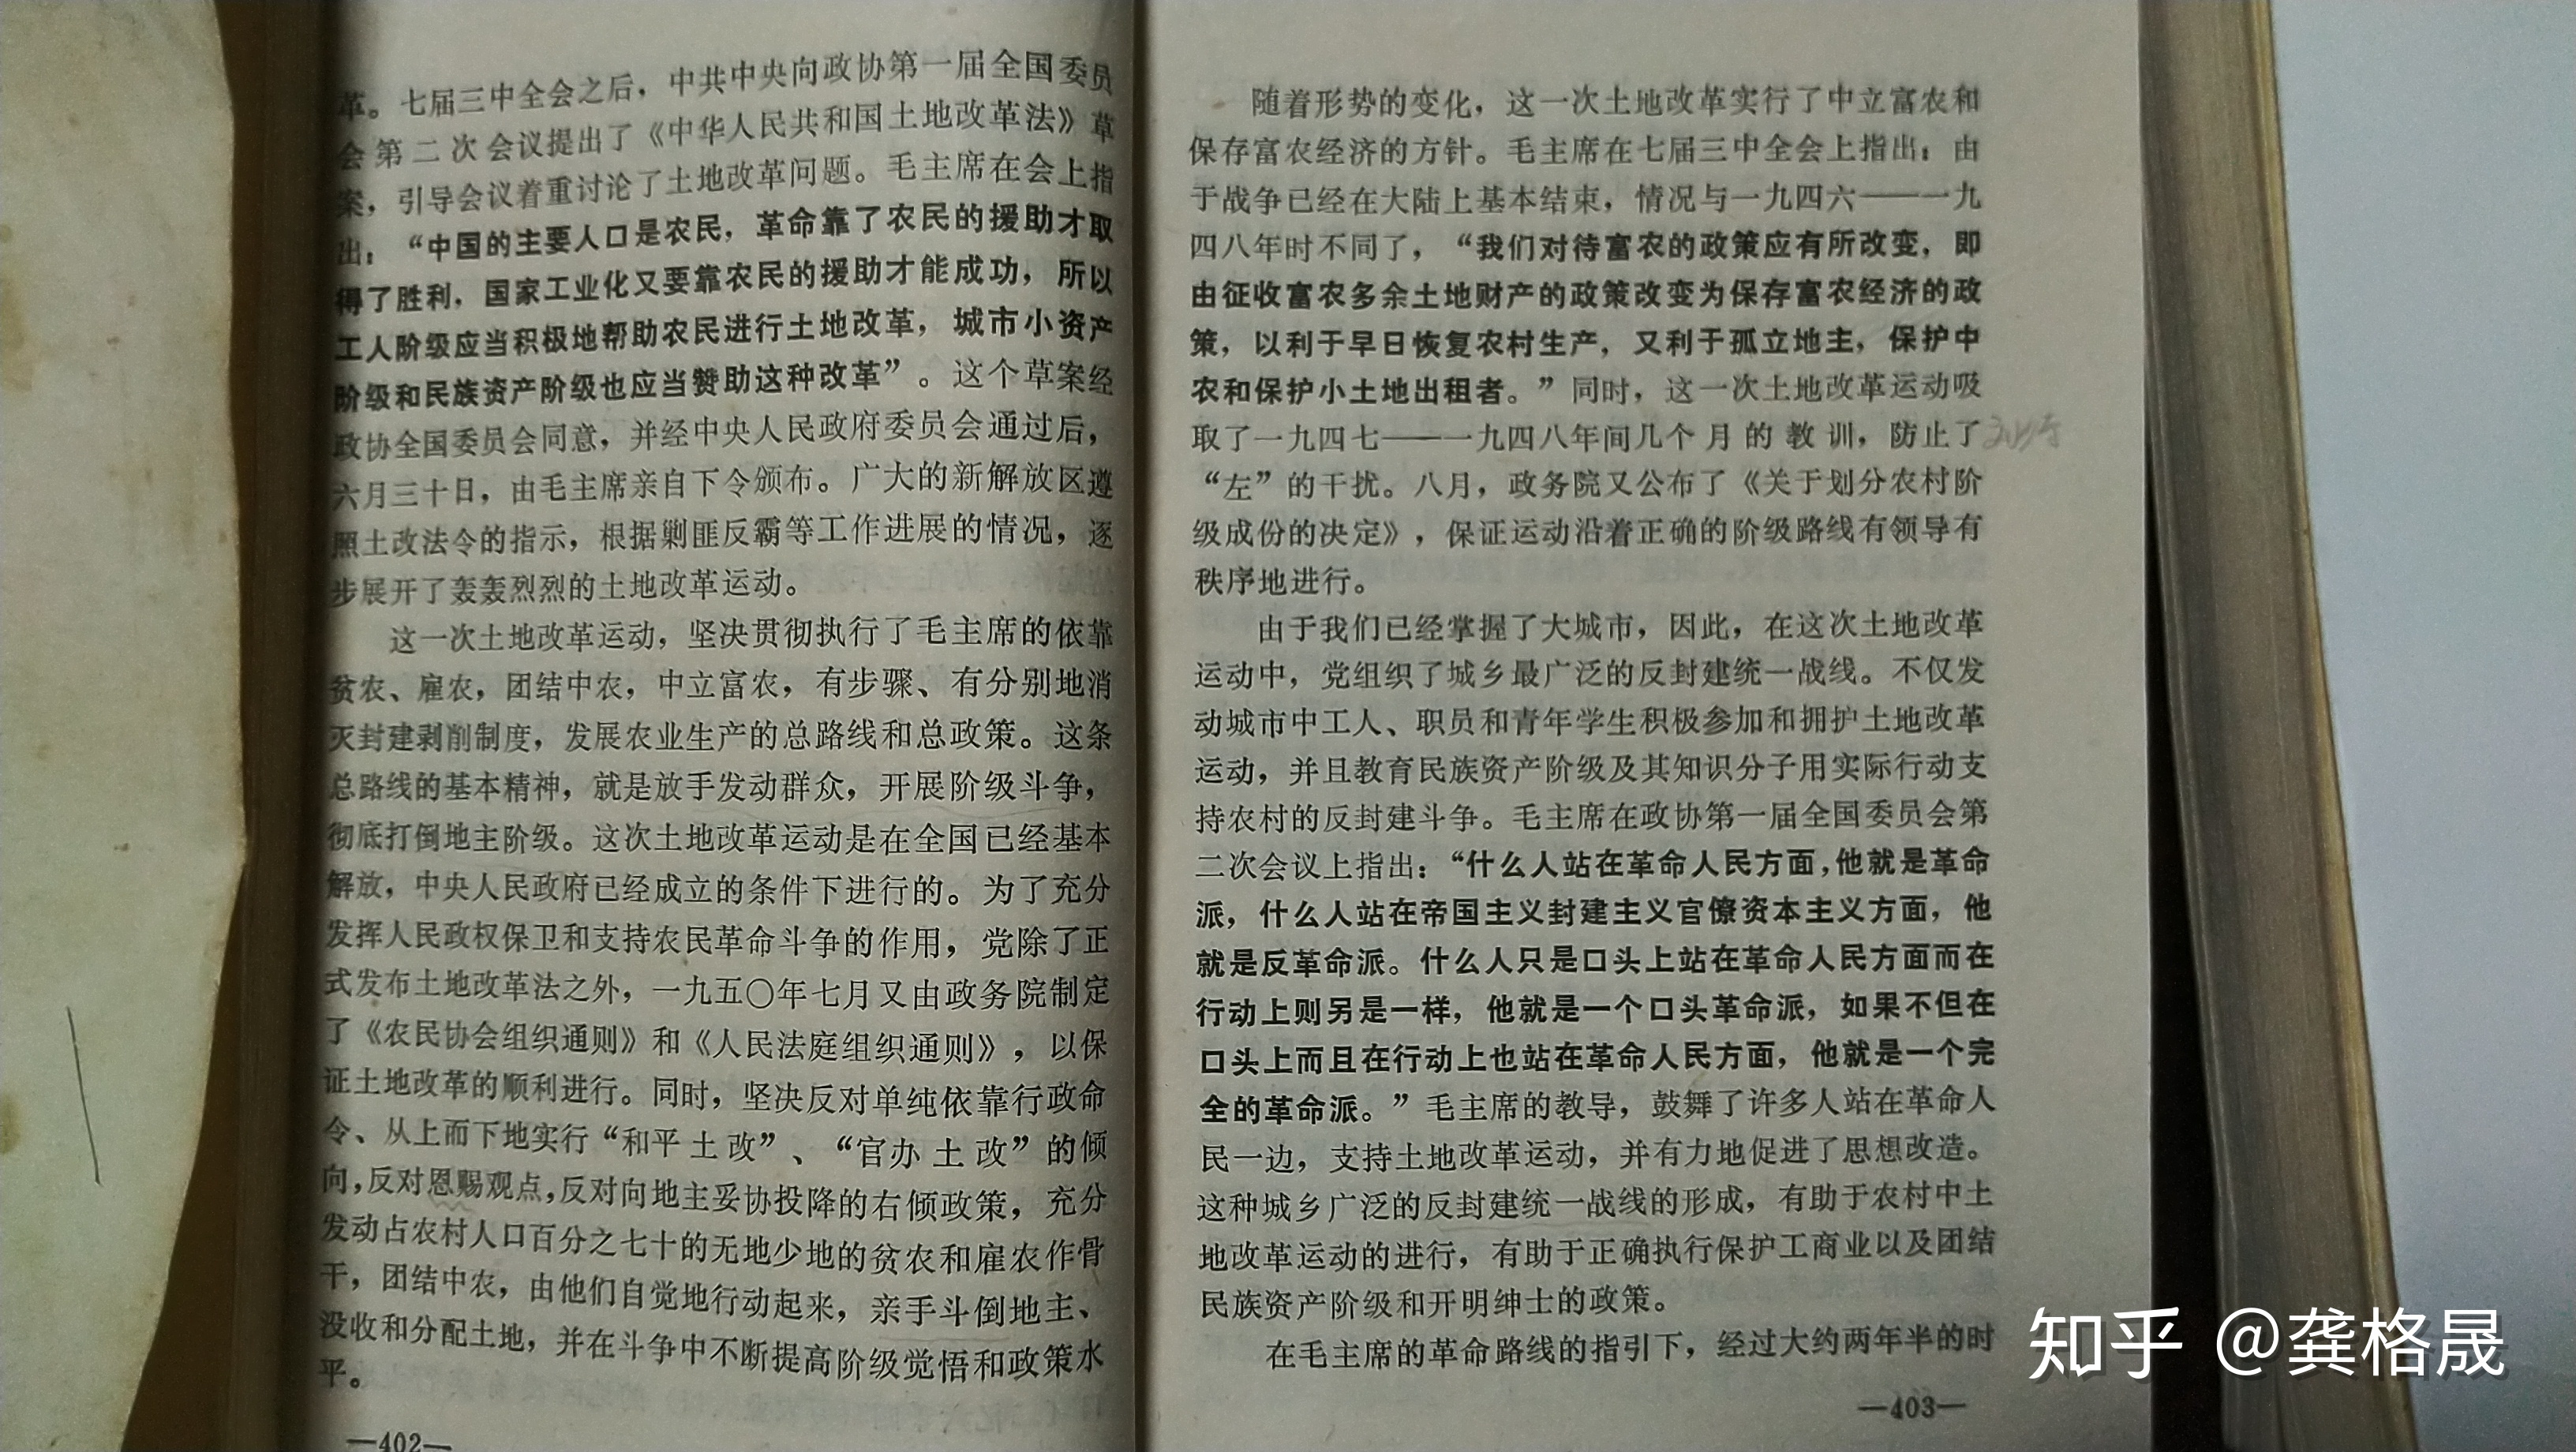 革。七届三中全会之后，中共中央向政协第一届全国委员
会第二次会议提出了《中华人民共和国土地改革法》草
案，引导会议着重讨论了土地改革问题。毛主席在会上指
出：“中国的主要人口是农民，革命靠了农民的援助才取
得了胜利，国家工业化又要靠农民的援助才能成功，所以
工人阶级应当积极地帮助农民进行土地改革，城市小资产
阶级和民族资产阶级也应当赞助这种改革”。这个草案经
政协全国委员会同意，并经中央人民政府委员会通过后，
六月三十日，由毛主席亲自下令颁布。广大的新解放区遵
照土改法令的指示，根据剿匪反霸等工作进展的情况，逐
步展开了轰轰烈烈的土地改革运动。
这一次土地改革运动，坚决贯彻执行了毛主席的依靠
贫农、雇农，团结中农，中立富农，有步骤、有分别地消
灭封建剥削制度，发展农业生产的总路线和总政策。这条
总路线的基本精神，就是放手发动群众，开展阶级斗争，
彻底打倒地主阶级。这次土地改革运动是在全国已经基本
解放，中央人民政府已经成立的条件下进行的。为了充分
发挥人民政权保卫和支持农民革命斗争的作用，党除了正
式发布土地改革法之外，一九五〇年七月又由政务院制定
了《农民协会组织通则》和《人民法庭组织通则》，以保
证土地改革的顺利进行。同时，坚决反对单纯依靠行政命
令、从上而下地实行“和平土改”、“官办土改”的倾
向，反对恩赐观点，反对向地主妥协投降的右倾政策，充分
发动占农村人口百分之七十的无地少地的贫农和雇农作骨
干，团结中农，由他们自觉地行动起来，亲手斗倒地主、
没收和分配土地，并在斗争中不断提高阶级觉悟和政策水
平。
—402—
随着形势的变化，这一次土地改革实行了中立富农和
保存富农经济的方针。毛主席在七届三中全会上指出：由
于战争已经在大陆上基本结束，情况与一九四六——一九
四八年时不同了，“我们对待富农的政策应有所改变，即
由征收富农多余土地财产的政策改变为保存富农经济的政
策，以利于早日恢复农村生产，又利于孤立地主，保护中
农和保护小土地出租者。”同时，这一次土地改革运动吸
取了一九四七——一九四八年间几个月的教训，防止了
“左”的干扰。八月，政务院又公布了《关于划分农村阶
级成份的决定》，保证运动沿着正确的阶级路线有领导有
秩序地进行。
由于我们已经掌握了大城市，因此，在这次土地改革
运动中，党组织了城乡最广泛的反封建统一战线。不仅发
动城市中工人、职员和青年学生积极参加和拥护土地改革
运动，并且教育民族资产阶级及其知识分子用实际行动支
持农村的反封建斗争。毛主席在政协第一届全国委员会第
二次会议上指出：“什么人站在革命人民方面，他就是革命
派，什么人站在帝国主义封建主义官僚资本主义方面，他
就是反革命派。什么人只是口头上站在革命人民方面而在
行动上则另是一样，他就是一个口头革命派，如果不但在
口头上而且在行动上也站在革命人民方面，他就是一个完
全的革命派。”毛主席的教导，鼓舞了许多人站在革命人
民一边，支持土地改革运动，并有力地促进了思想改造。
这种城乡广泛的反封建统一战线的形成，有助于农村中土
地改革运动的进行，有助于正确执行保护工商业以及团结
民族资产阶级和开明绅士的政策。
在毛主席的革命路线的指引下，经过大约两年半的时
—403—
知乎 @龚格晟